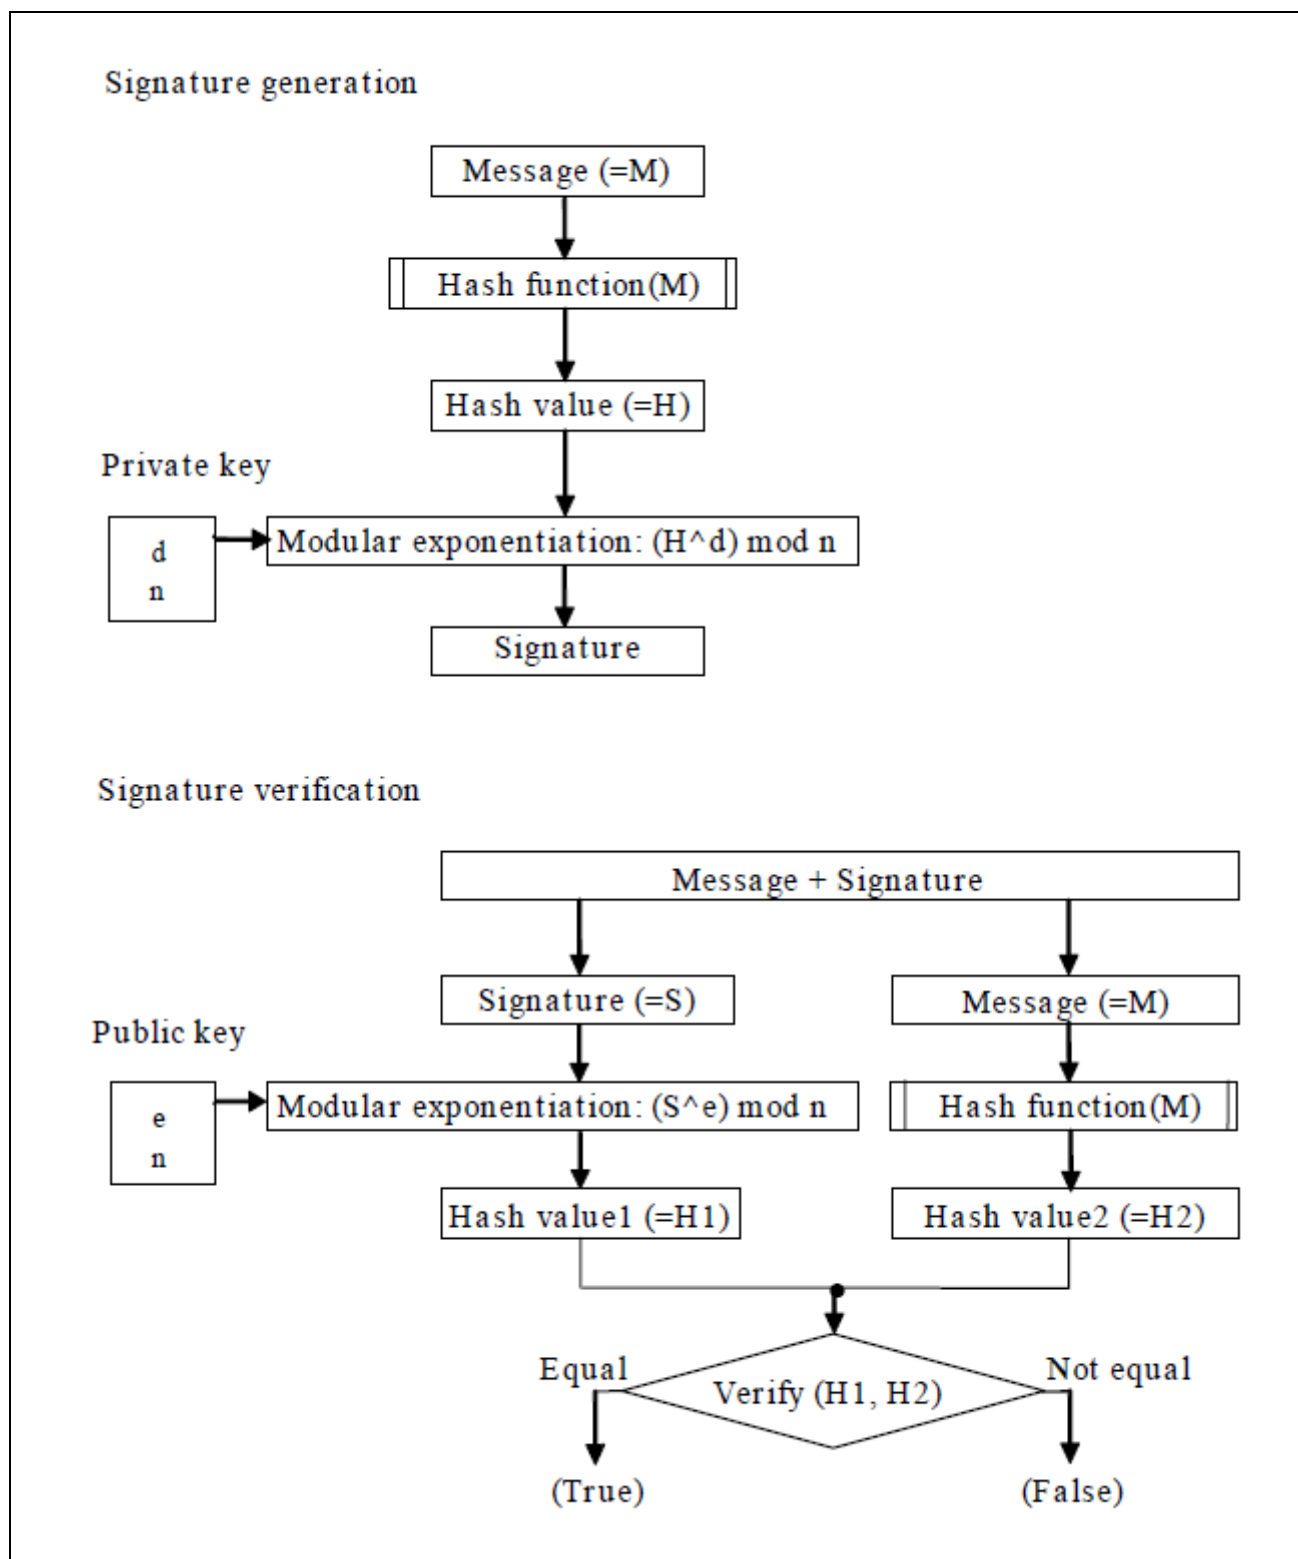 Signature generation
Message (=M)
Hash function(M)
Hash value (=H)
Private key
d
n
Modular exponentiation: (H^d) mod n
Signature
Signature verification
Message + Signature
Signature (=S)
Message (=M)
Public key
e
n
Modular exponentiation: (S^e) mod n
Hash function(M)
Hash value1 (=H1)
Hash value2 (=H2)
Equal
Not equal
Verify (H1, H2)
(True)
(False)